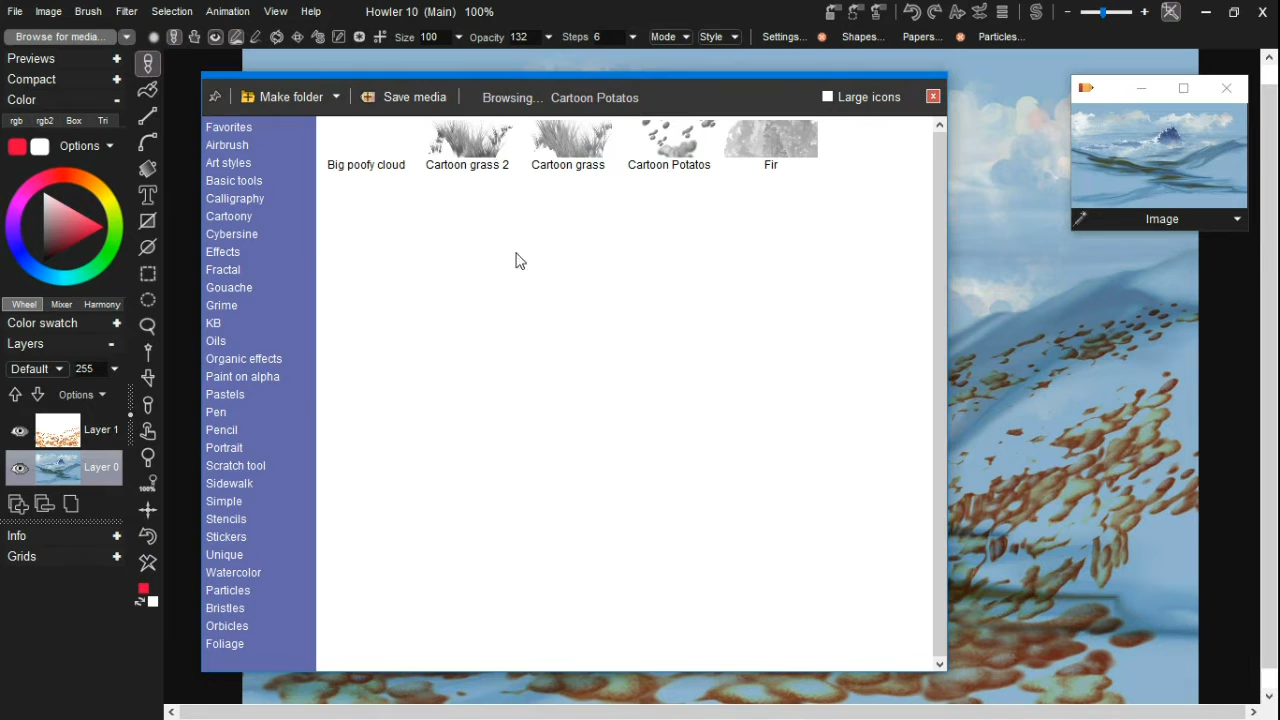 File Image Brush Filter Selection Animation View Help Howler 10 (Main) 100%
Browse for media... Size 100 Opacity 132 Steps 6 Mode Style Settings... Shapes... Papers... Particles...
Previews
Compact
Color
rgb rgb2 Box Tri
Options
Wheel Mixer Harmony
Color swatch
Layers
Default 255
Options
Layer 1
Layer 0
100%
Info
Grids
Make folder Save media Browsing... Cartoon Potatos Large icons
Favorites
Airbrush
Art styles
Basic tools
Calligraphy
Cartoony
Cybersine
Effects
Fractal
Gouache
Grime
KB
Oils
Organic effects
Paint on alpha
Pastels
Pen
Pencil
Portrait
Scratch tool
Sidewalk
Simple
Stencils
Stickers
Unique
Watercolor
Particles
Bristles
Orbicles
Foliage
Big poofy cloud Cartoon grass 2 Cartoon grass Cartoon Potatos Fir
Image